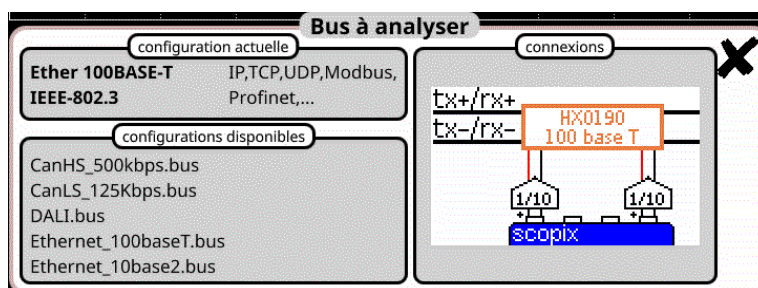 Bus à analyser
configuration actuelle
Ether 100BASE-T IP,TCP,UDP,Modbus,
IEEE-802.3 Profinet,...
configurations disponibles
CanHS_500kbps.bus
CanLS_125Kbps.bus
DALI.bus
Ethernet_100baseT.bus
Ethernet_10base2.bus
connexions
tx+/rx+
tx-/rx-
HX0190
100 base T
1/10 1/10
+ +
scopix